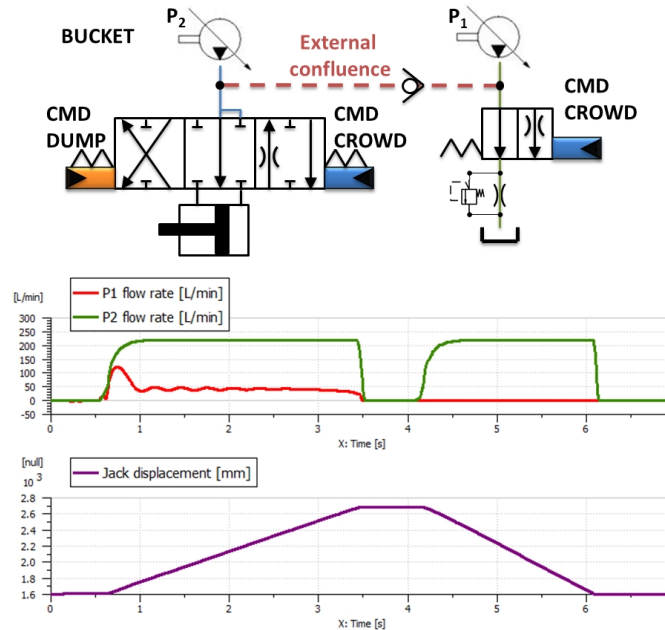 BUCKET
P2
P1
External
confluence
CMD
DUMP
CMD
CROWD
CMD
CROWD
[L/min]
P1 flow rate [L/min]
P2 flow rate [L/min]
300
250
200
150
100
50
0
-50
0 1 2 3 4 5 6
X: Time [s]
[null]
10 3
Jack displacement [mm]
2.8
2.6
2.4
2.2
2.0
1.8
1.6
0 1 2 3 4 5 6
X: Time [s]